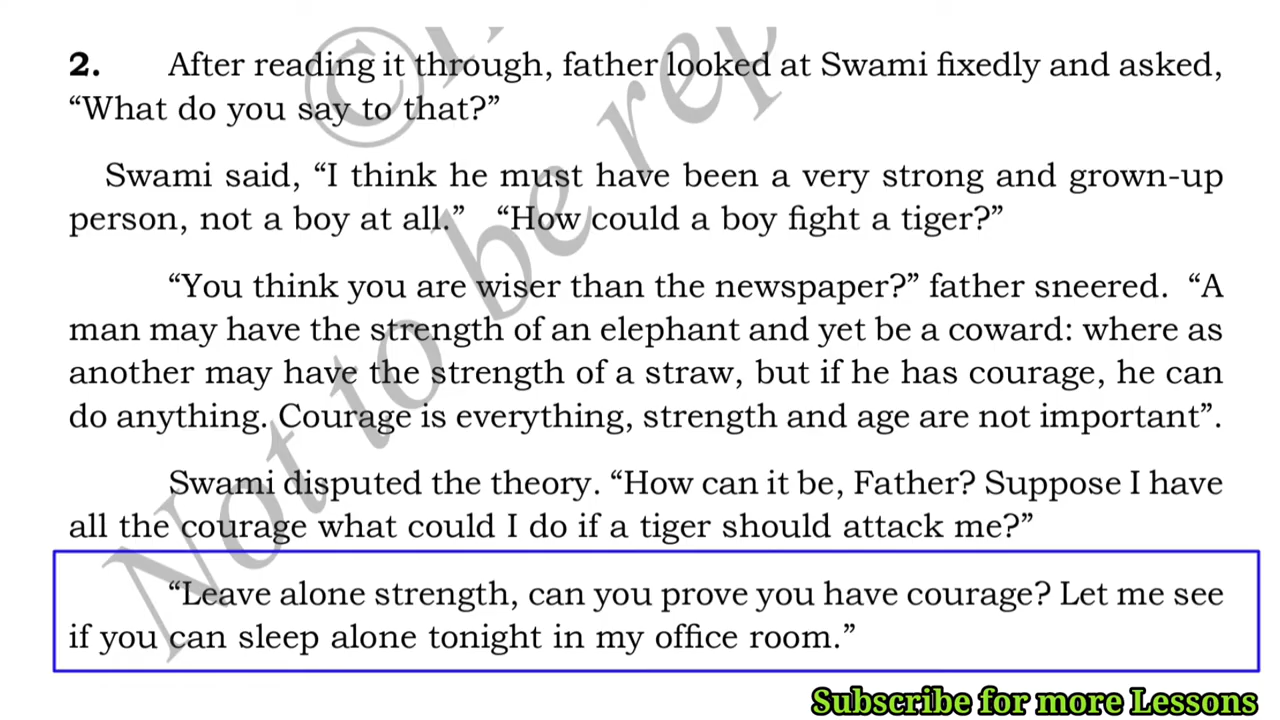 2. After reading it through, father looked at Swami fixedly and asked,
“What do you say to that?”
Swami said, “I think he must have been a very strong and grown-up
person, not a boy at all.” “How could a boy fight a tiger?”
“You think you are wiser than the newspaper?” father sneered. “A
man may have the strength of an elephant and yet be a coward: where as
another may have the strength of a straw, but if he has courage, he can
do anything. Courage is everything, strength and age are not important”.
Swami disputed the theory. “How can it be, Father? Suppose I have
all the courage what could I do if a tiger should attack me?”
“Leave alone strength, can you prove you have courage? Let me see
if you can sleep alone tonight in my office room.”
Subscribe for more Lessons
Not to be rep
©